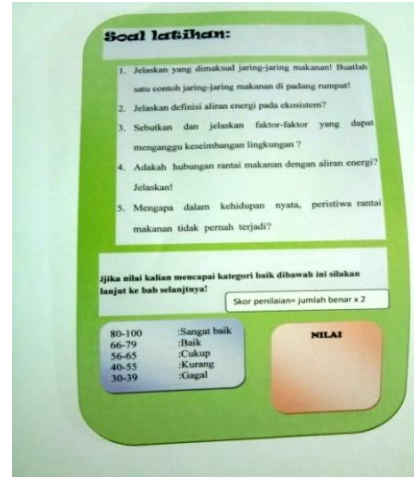 Soal latihan:
1. Jelaskan yang dimaksud jaring-jaring makanan! Buatlah
satu contoh jaring-jaring makanan di padang rumput!
2. Jelaskan definisi aliran energi pada ekosistem?
3. Sebutkan dan jelaskan faktor-faktor yang dapat
menganggu keseimbangan lingkungan ?
4. Adakah hubungan rantai makanan dengan aliran energi?
Jelaskan!
5. Mengapa dalam kehidupan nyata, peristiwa rantai
makanan tidak pernah terjadi?
Jjika nilai kalian mencapai kategori baik dibawah ini silakan
lanjut ke bab selanjtnya!
Skor penilaian= jumlah benar x 2
80-100 :Sangat baik
66-79 :Baik
56-65 :Cukup
40-55 :Kurang
30-39 :Gagal
NILAI